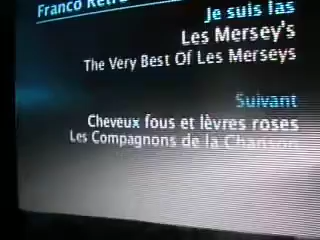 Franco Retro
Je suis las
Les Mersey's
The Very Best Of Les Merseys
Suivant
Cheveux fous et lèvres roses
Les Compagnons de la Chanson